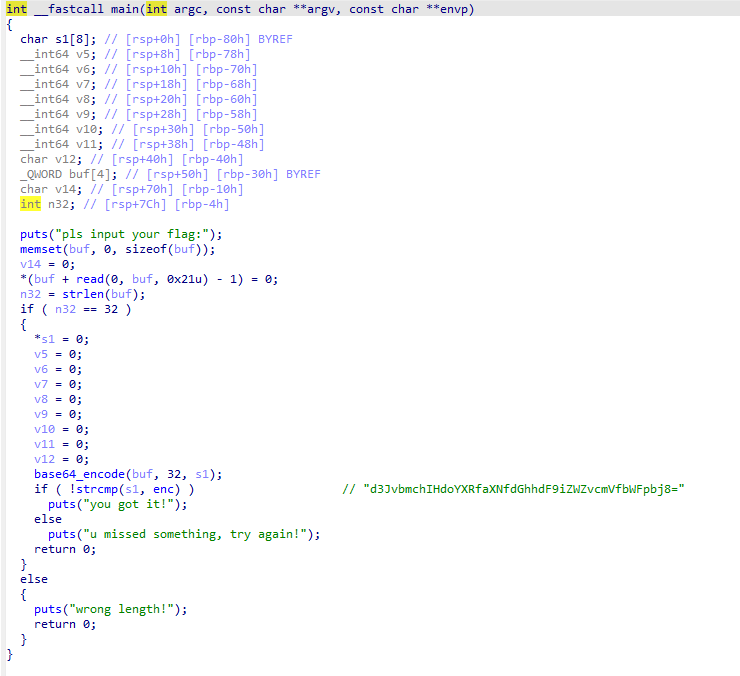 int __fastcall main(int argc, const char **argv, const char **envp)
{
  char s1[8]; // [rsp+0h] [rbp-80h] BYREF
  __int64 v5; // [rsp+8h] [rbp-78h]
  __int64 v6; // [rsp+10h] [rbp-70h]
  __int64 v7; // [rsp+18h] [rbp-68h]
  __int64 v8; // [rsp+20h] [rbp-60h]
  __int64 v9; // [rsp+28h] [rbp-58h]
  __int64 v10; // [rsp+30h] [rbp-50h]
  __int64 v11; // [rsp+38h] [rbp-48h]
  char v12; // [rsp+40h] [rbp-40h]
  _QWORD buf[4]; // [rsp+50h] [rbp-30h] BYREF
  char v14; // [rsp+70h] [rbp-10h]
  int n32; // [rsp+7Ch] [rbp-4h]

  puts("pls input your flag:");
  memset(buf, 0, sizeof(buf));
  v14 = 0;
  *(buf + read(0, buf, 0x21u) - 1) = 0;
  n32 = strlen(buf);
  if ( n32 == 32 )
  {
    *s1 = 0;
    v5 = 0;
    v6 = 0;
    v7 = 0;
    v8 = 0;
    v9 = 0;
    v10 = 0;
    v11 = 0;
    v12 = 0;
    base64_encode(buf, 32, s1);
    if ( !strcmp(s1, enc) )                     // "d3JvbmchIHdoYXRfaXNfdGhhdF9iZWZvcmVfbWFpbj8="
      puts("you got it!");
    else
      puts("u missed something, try again!");
    return 0;
  }
  else
  {
    puts("wrong length!");
    return 0;
  }
}